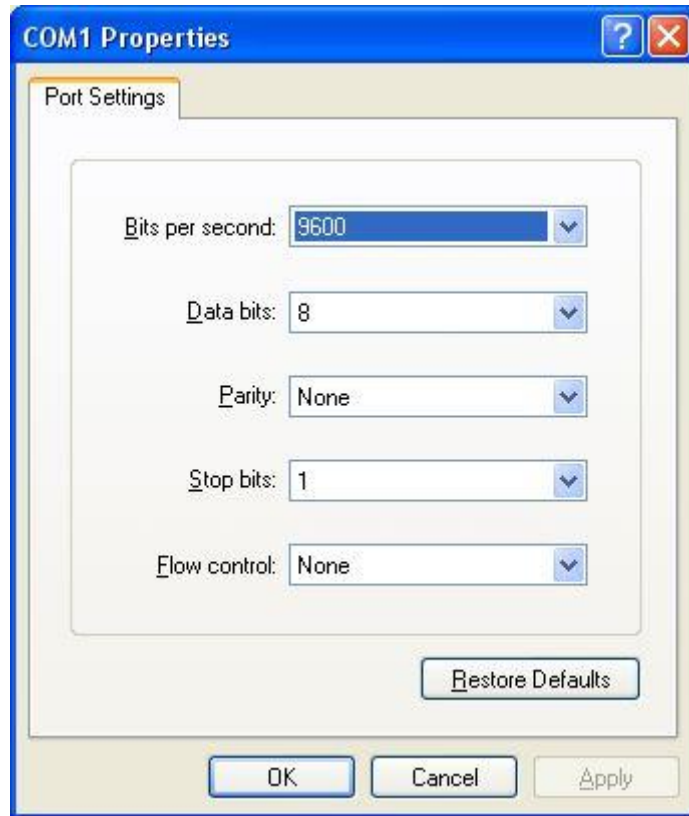 COM1 Properties
?
Port Settings
Bits per second: 9600
Data bits: 8
Parity: None
Stop bits: 1
Flow control: None
Restore Defaults
OK Cancel Apply